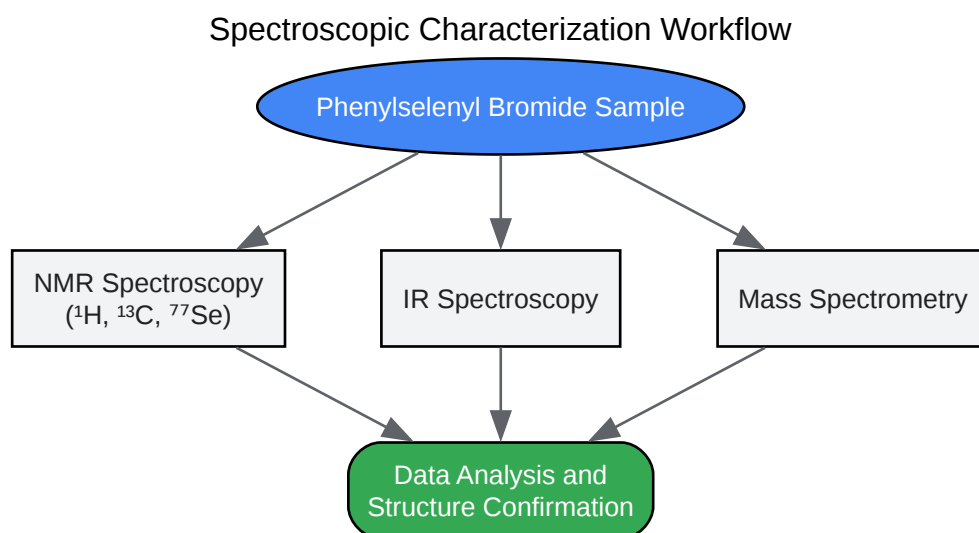 Spectroscopic Characterization Workflow
Phenylselenyl Bromide Sample
NMR Spectroscopy
(¹H, ¹³C, ⁷⁷Se)
IR Spectroscopy
Mass Spectrometry
Data Analysis and
Structure Confirmation